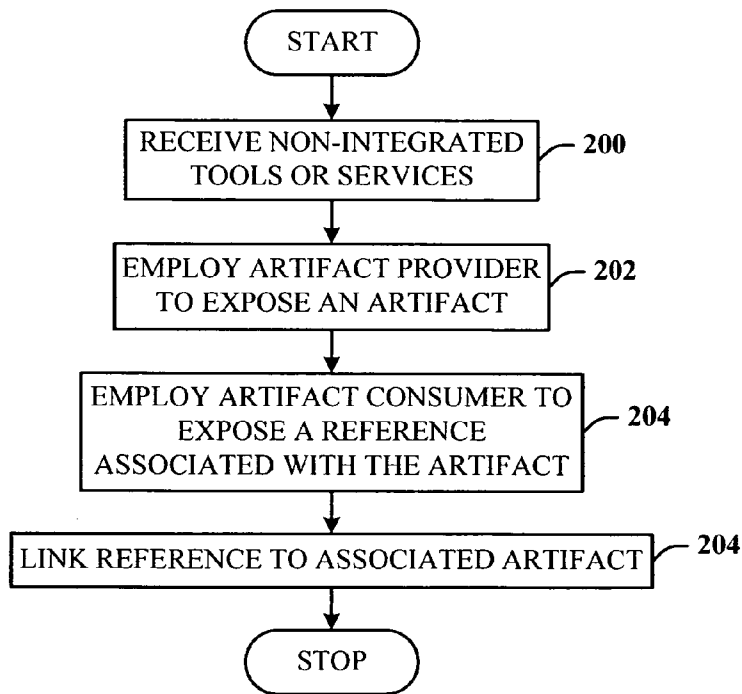 START
RECEIVE NON-INTEGRATED
TOOLS OR SERVICES
200
EMPLOY ARTIFACT PROVIDER
TO EXPOSE AN ARTIFACT
202
EMPLOY ARTIFACT CONSUMER TO
EXPOSE A REFERENCE
ASSOCIATED WITH THE ARTIFACT
204
LINK REFERENCE TO ASSOCIATED ARTIFACT
204
STOP